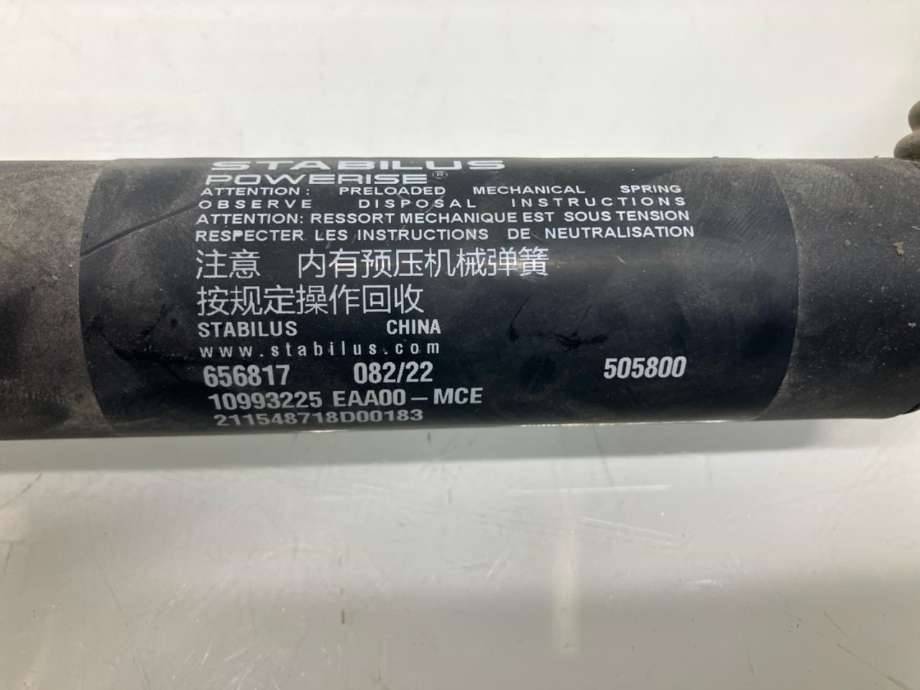 STABILUS
POWERISE®
ATTENTION: PRELOADED MECHANICAL SPRING
OBSERVE DISPOSAL INSTRUCTIONS
ATTENTION: RESSORT MECHANIQUE EST SOUS TENSION
RESPECTER LES INSTRUCTIONS DE NEUTRALISATION
注意 内有预压机械弹簧
按规定操作回收
STABILUS CHINA
www.stabilus.com
656817 082/22 505800
10993225 EAA00-MCE
211548718D00183